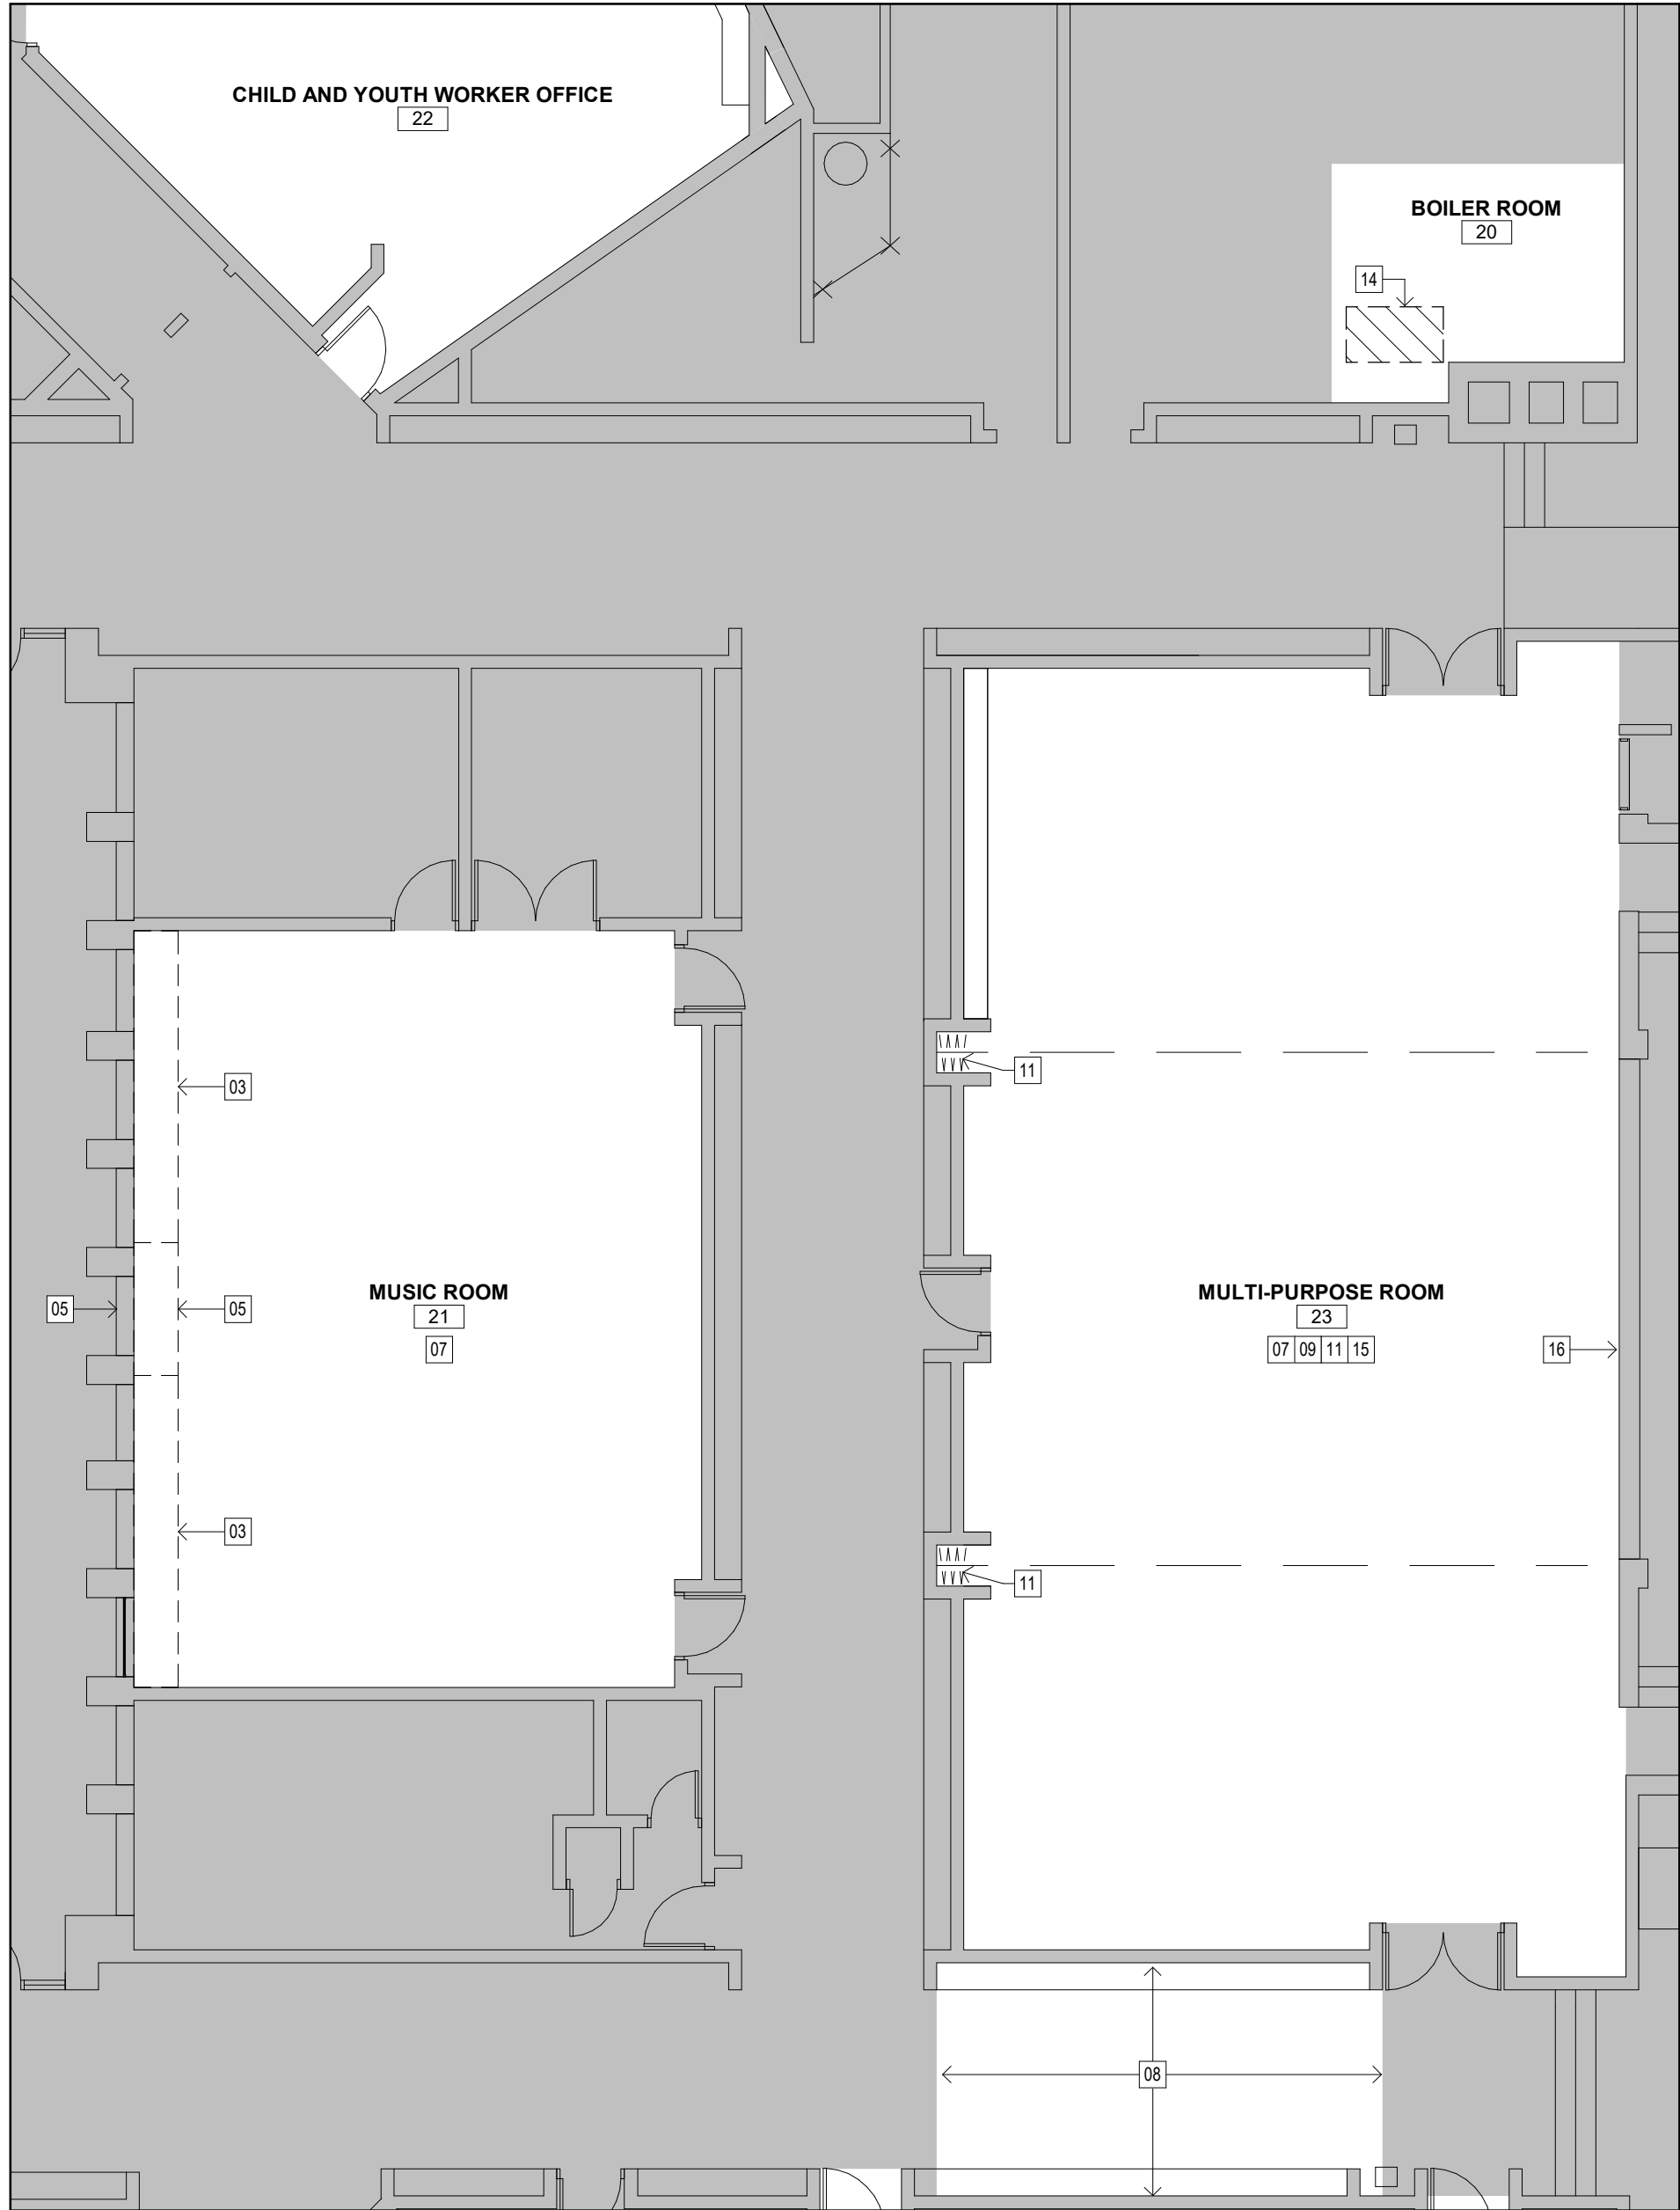 CHILD AND YOUTH WORKER OFFICE
22
BOILER ROOM
20
14
11
03
MUSIC ROOM
21
07
05
05
MULTI-PURPOSE ROOM
23
07 09 11 15
16
03
11
08